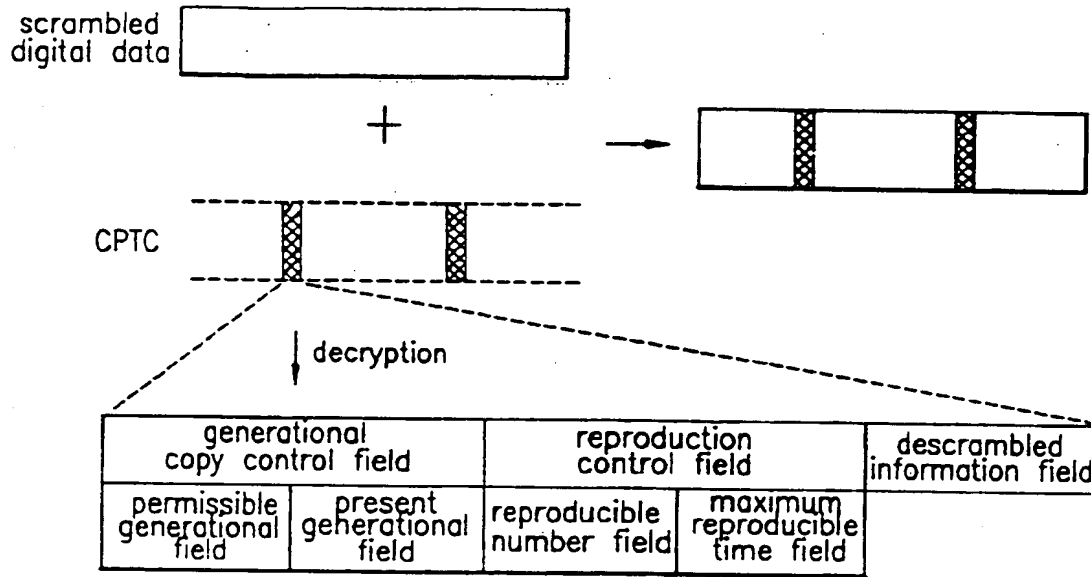 scrambled
digital data
+
CPTC
decryption
generational
copy control field
reproduction
control field
descrambled
information field
permissible
generational
field
present
generational
field
reproducible
number field
maximum
reproducible
time field